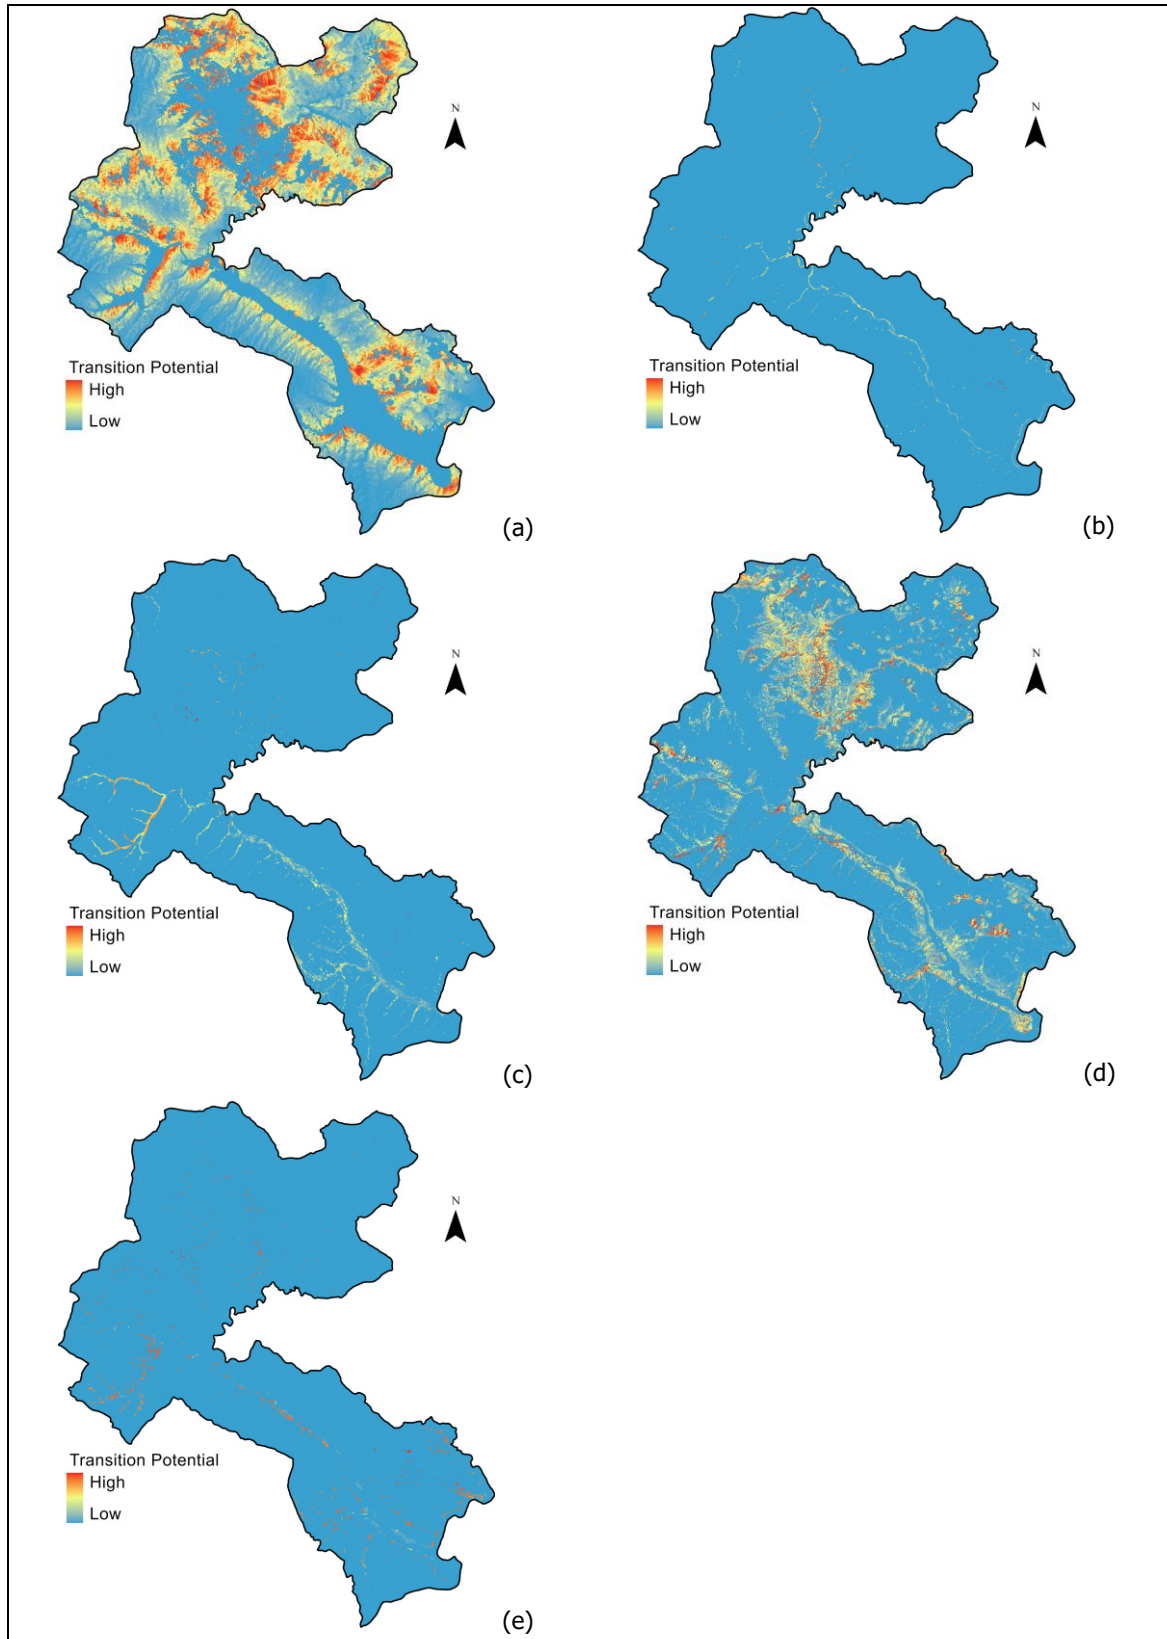 N
N
Transition Potential
High
Low
Transition Potential
High
Low
(a)
(b)
N
N
Transition Potential
High
Low
Transition Potential
High
Low
(c)
(d)
N
Transition Potential
High
Low
(e)